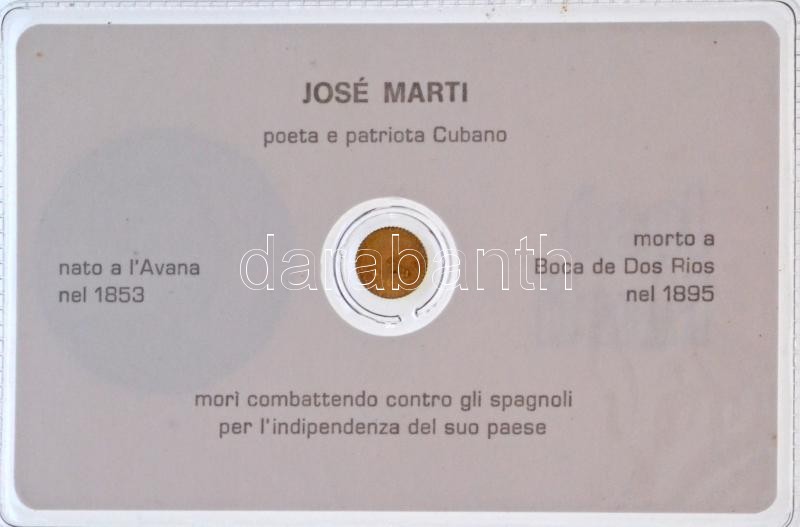 JOSÉ MARTI
poeta e patriota Cubano
nato a l'Avana
nel 1853
darabanth
morto a
Boca de Dos Rios
nel 1895
morì combattendo contro gli spagnoli
per l'indipendenza del suo paese